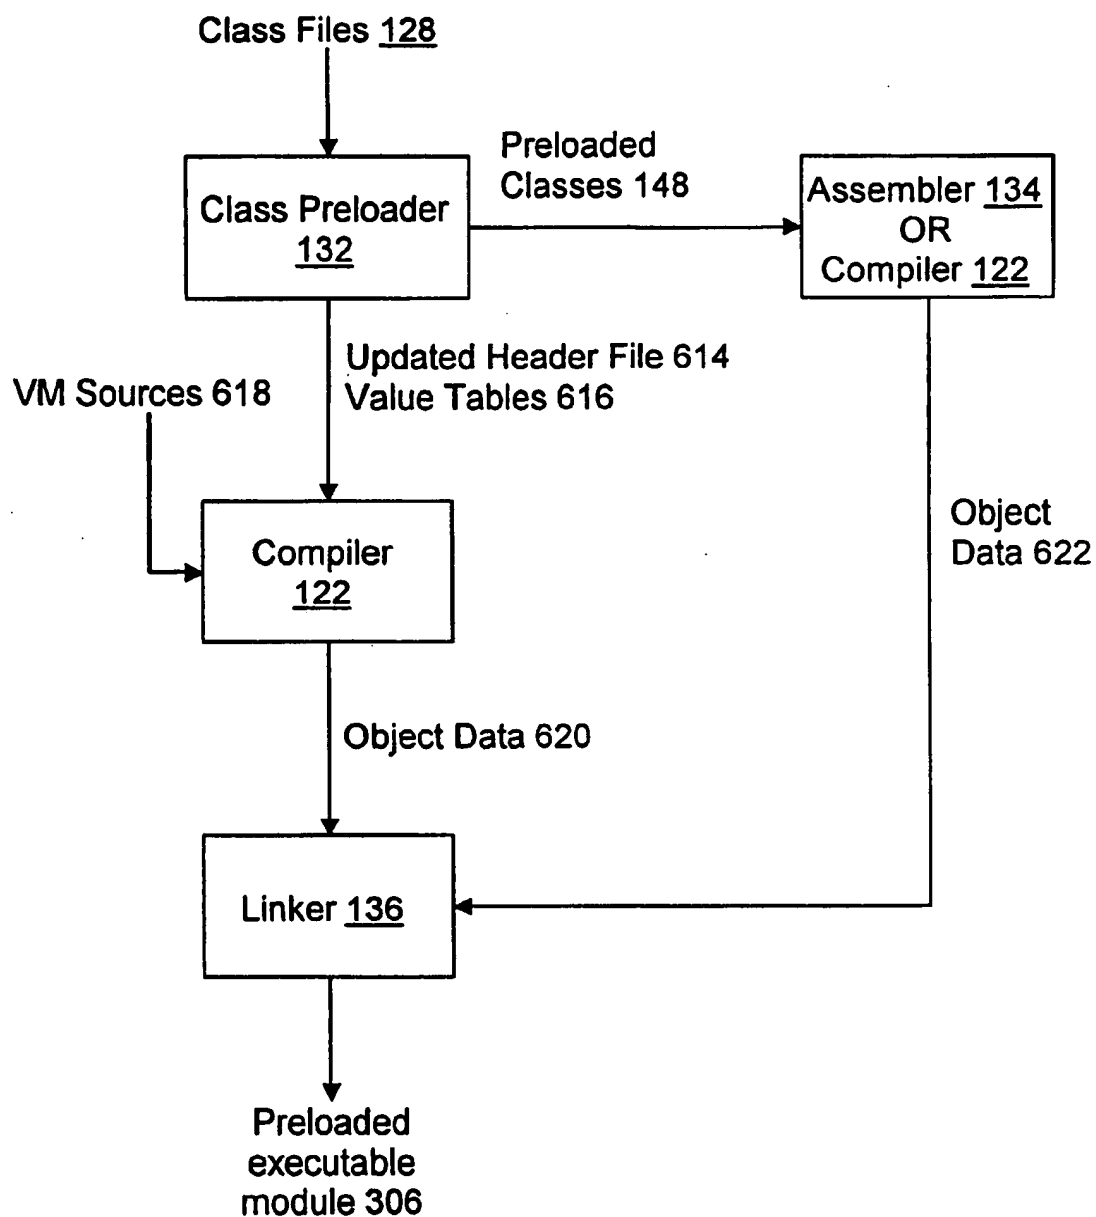 Class Files 128
Preloaded
Classes 148
Class Preloader
132
Assembler 134
OR
Compiler 122
Updated Header File 614
Value Tables 616
VM Sources 618
Compiler
122
Object
Data 622
Object Data 620
Linker 136
Preloaded
executable
module 306